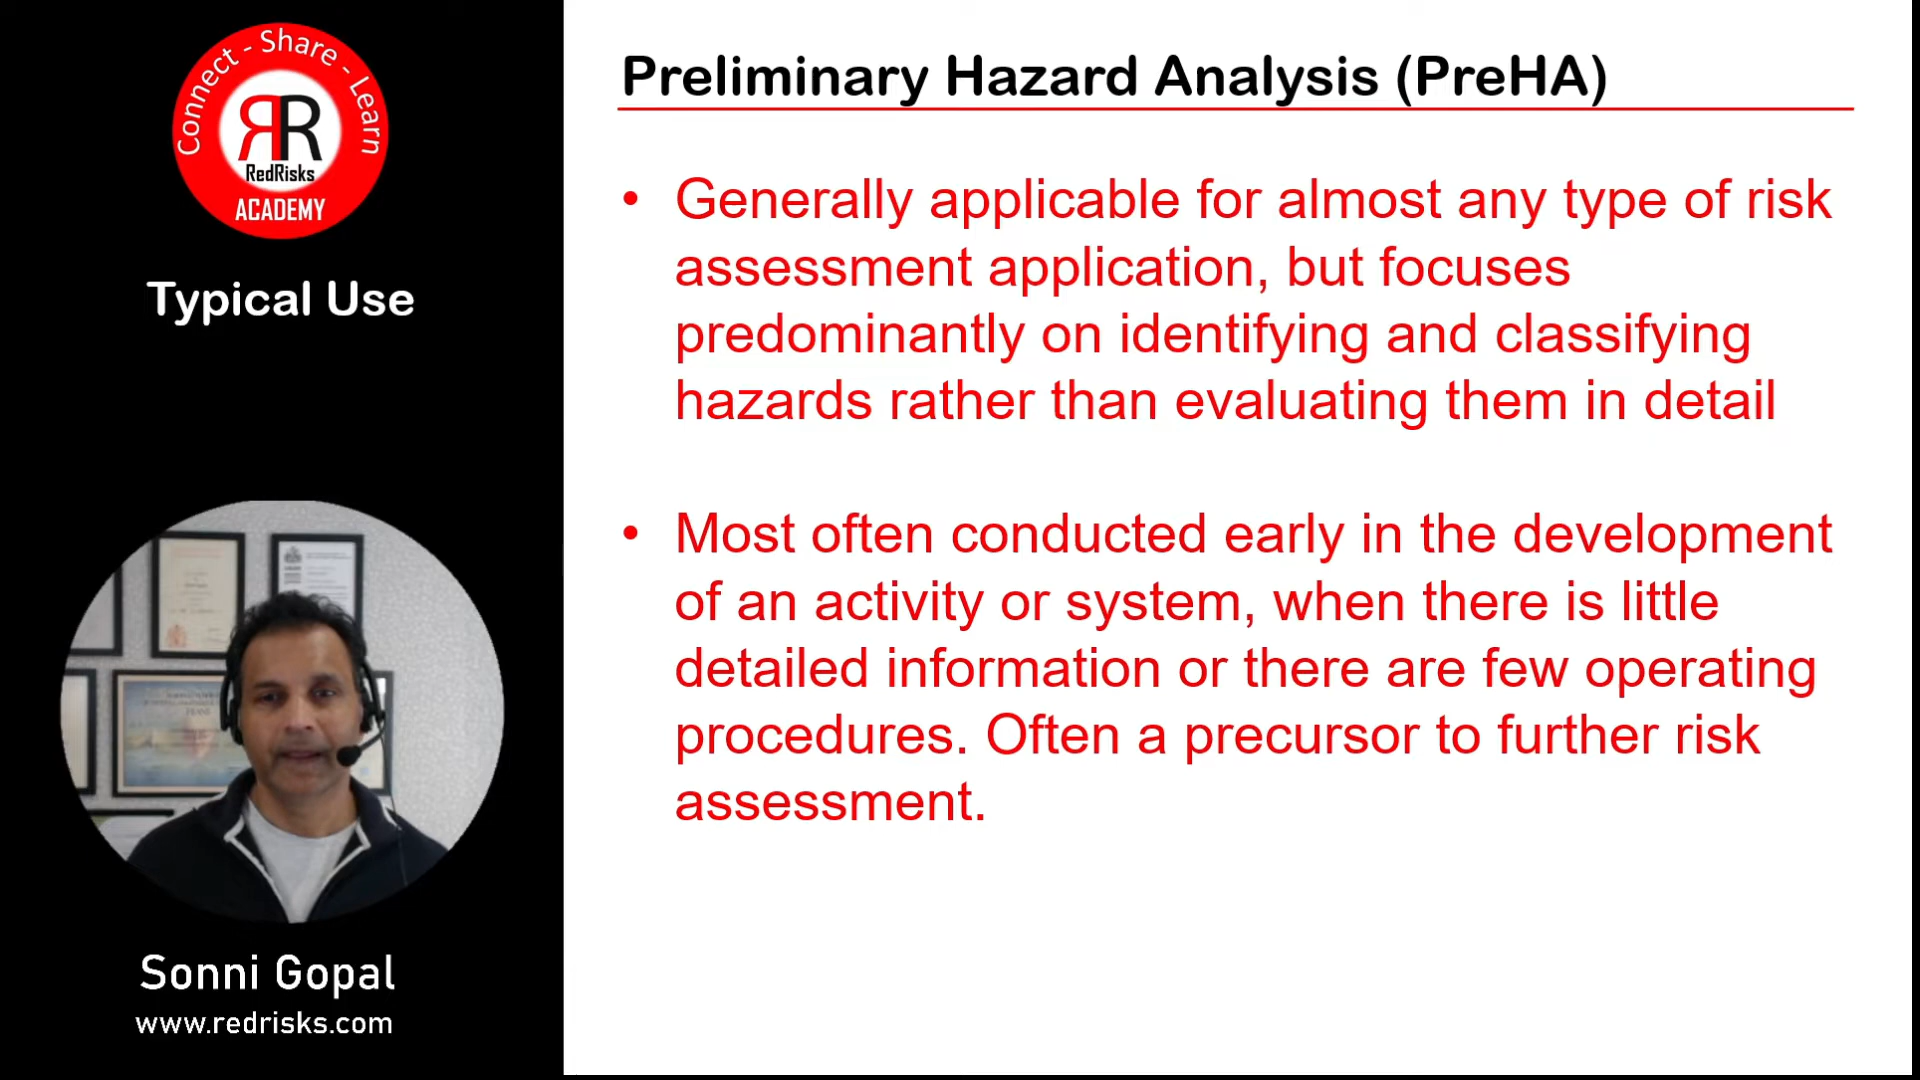 Connect - Share - Learn
RR
RedRisks
ACADEMY
Typical Use
Sonni Gopal
www.redrisks.com
Preliminary Hazard Analysis (PreHA)
• Generally applicable for almost any type of risk
assessment application, but focuses
predominantly on identifying and classifying
hazards rather than evaluating them in detail
• Most often conducted early in the development
of an activity or system, when there is little
detailed information or there are few operating
procedures. Often a precursor to further risk
assessment.